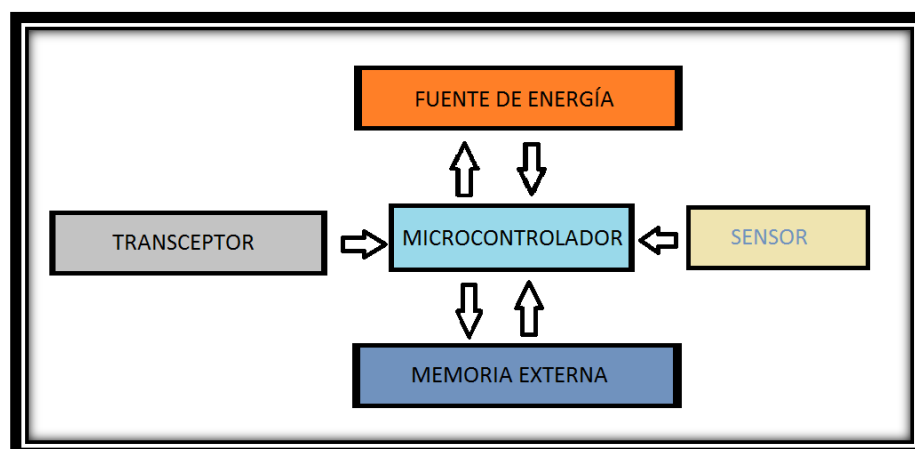 FUENTE DE ENERGÍA
TRANSCEPTOR
MICROCONTROLADOR
SENSOR
MEMORIA EXTERNA